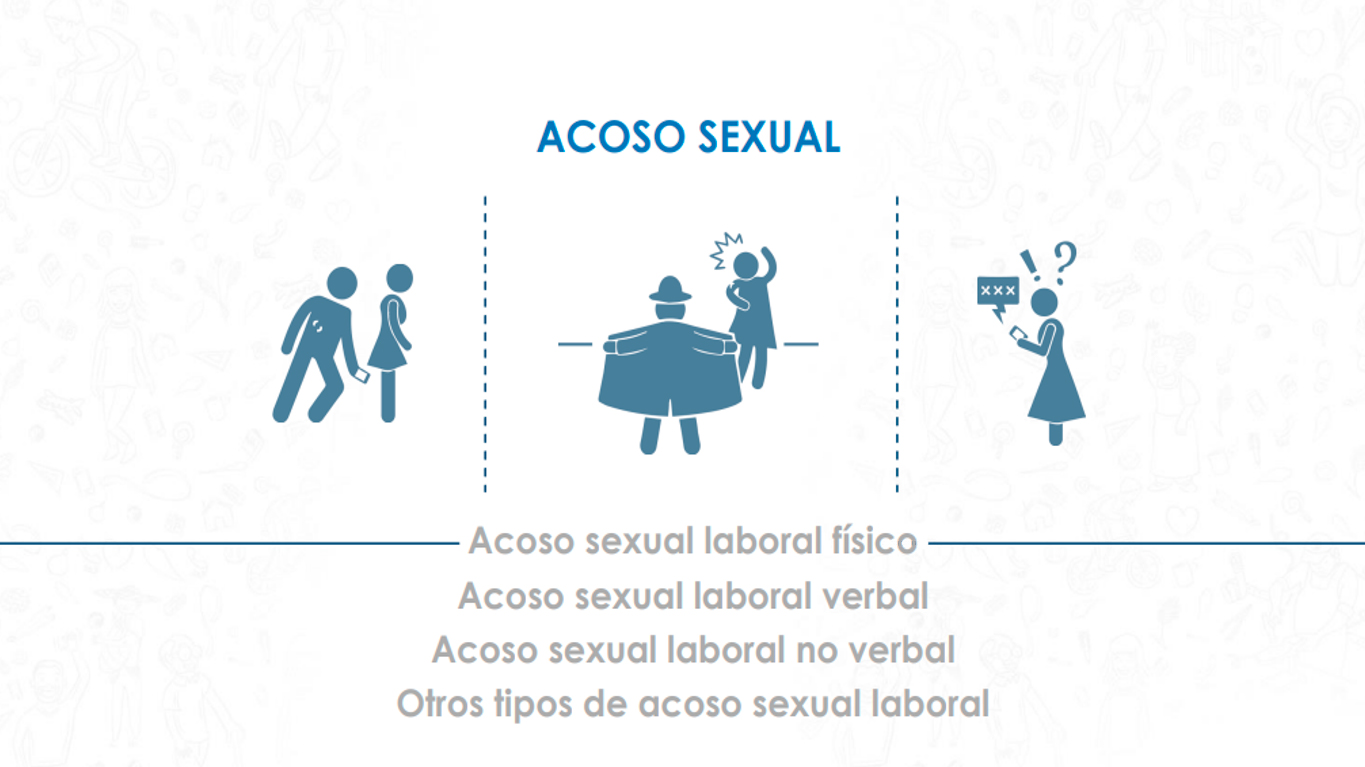 ACOSO SEXUAL
! ?
xxx
Acoso sexual laboral físico
Acoso sexual laboral verbal
Acoso sexual laboral no verbal
Otros tipos de acoso sexual laboral